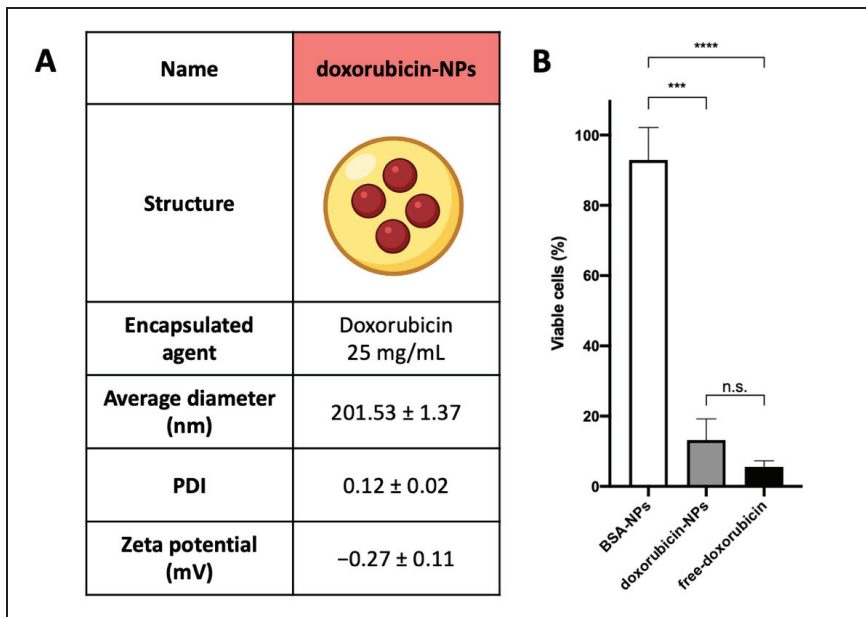 A
Name
doxorubicin-NPs
Structure
Encapsulated
agent
Doxorubicin
25 mg/mL
Average diameter
(nm)
201.53 ± 1.37
PDI
0.12 ± 0.02
Zeta potential
(mV)
−0.27 ± 0.11
B
****
***
n.s.
Viable cells (%)
100
80
60
40
20
0
BSA-NPs
doxorubicin-NPs
free-doxorubicin